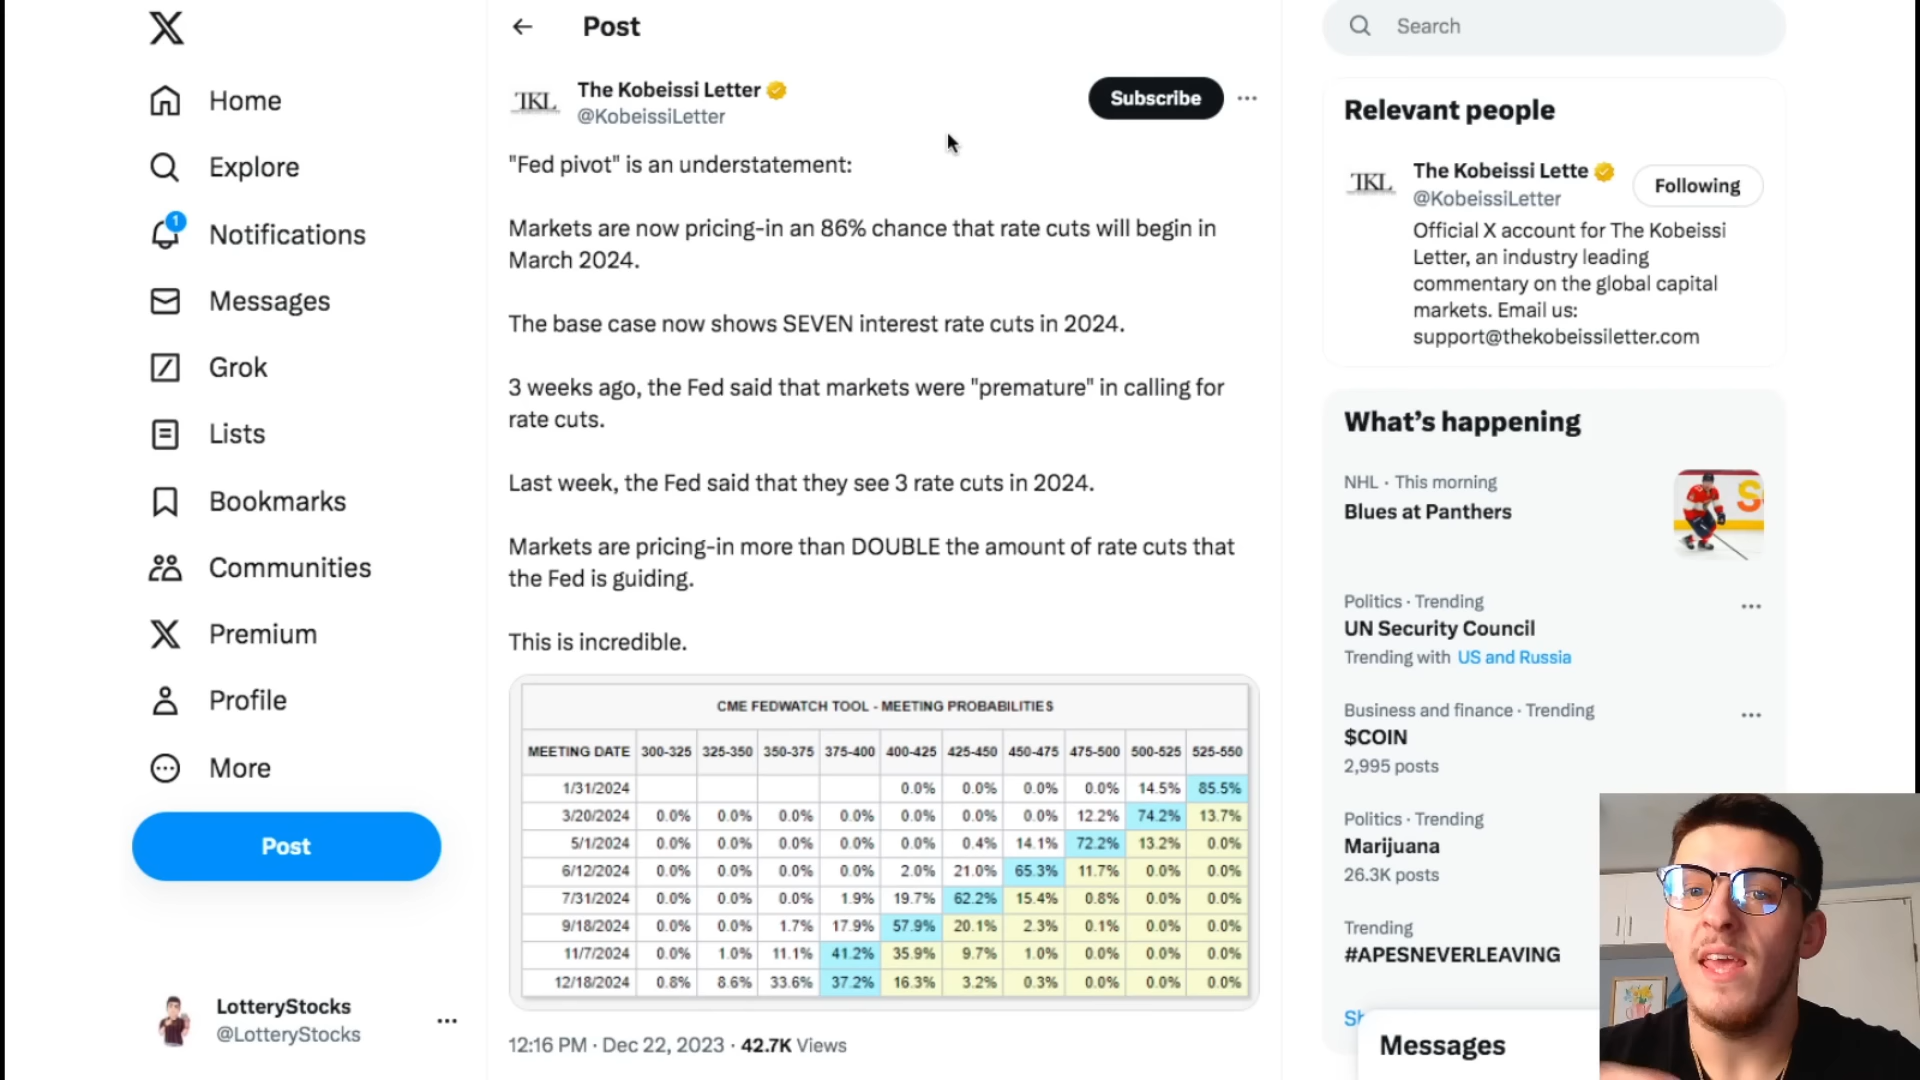 Home
Explore
1
Notifications
Messages
Grok
Lists
Bookmarks
Communities
Premium
Profile
More
Post
LotteryStocks
@LotteryStocks
Post
TKL
The Kobeissi Letter
@KobeissiLetter
Subscribe
"Fed pivot" is an understatement:
Markets are now pricing-in an 86% chance that rate cuts will begin in
March 2024.
The base case now shows SEVEN interest rate cuts in 2024.
3 weeks ago, the Fed said that markets were "premature" in calling for
rate cuts.
Last week, the Fed said that they see 3 rate cuts in 2024.
Markets are pricing-in more than DOUBLE the amount of rate cuts that
the Fed is guiding.
This is incredible.
CME FEDWATCH TOOL - MEETING PROBABILITIES
MEETING DATE 300-325 325-350 350-375 375-400 400-425 425-450 450-475 475-500 500-525 525-550
1/31/2024 0.0% 0.0% 0.0% 0.0% 14.5% 85.5%
3/20/2024 0.0% 0.0% 0.0% 0.0% 0.0% 0.0% 0.0% 12.2% 74.2% 13.7%
5/1/2024 0.0% 0.0% 0.0% 0.0% 0.0% 0.4% 14.1% 72.2% 13.2% 0.0%
6/12/2024 0.0% 0.0% 0.0% 0.0% 2.0% 21.0% 65.3% 11.7% 0.0% 0.0%
7/31/2024 0.0% 0.0% 0.0% 1.9% 19.7% 62.2% 15.4% 0.8% 0.0% 0.0%
9/18/2024 0.0% 0.0% 1.7% 17.9% 57.9% 20.1% 2.3% 0.1% 0.0% 0.0%
11/7/2024 0.0% 1.0% 11.1% 41.2% 35.9% 9.7% 1.0% 0.0% 0.0% 0.0%
12/18/2024 0.8% 8.6% 33.6% 37.2% 16.3% 3.2% 0.3% 0.0% 0.0% 0.0%
12:16 PM · Dec 22, 2023 · 42.7K Views
Search
Relevant people
TKL
The Kobeissi Lette
@KobeissiLetter
Following
Official X account for The Kobeissi
Letter, an industry leading
commentary on the global capital
markets. Email us:
support@thekobeissiletter.com
What's happening
NHL · This morning
Blues at Panthers
Politics · Trending
UN Security Council
Trending with US and Russia
Business and finance · Trending
$COIN
2,995 posts
Politics · Trending
Marijuana
26.3K posts
Trending
#APESNEVERLEAVING
Messages